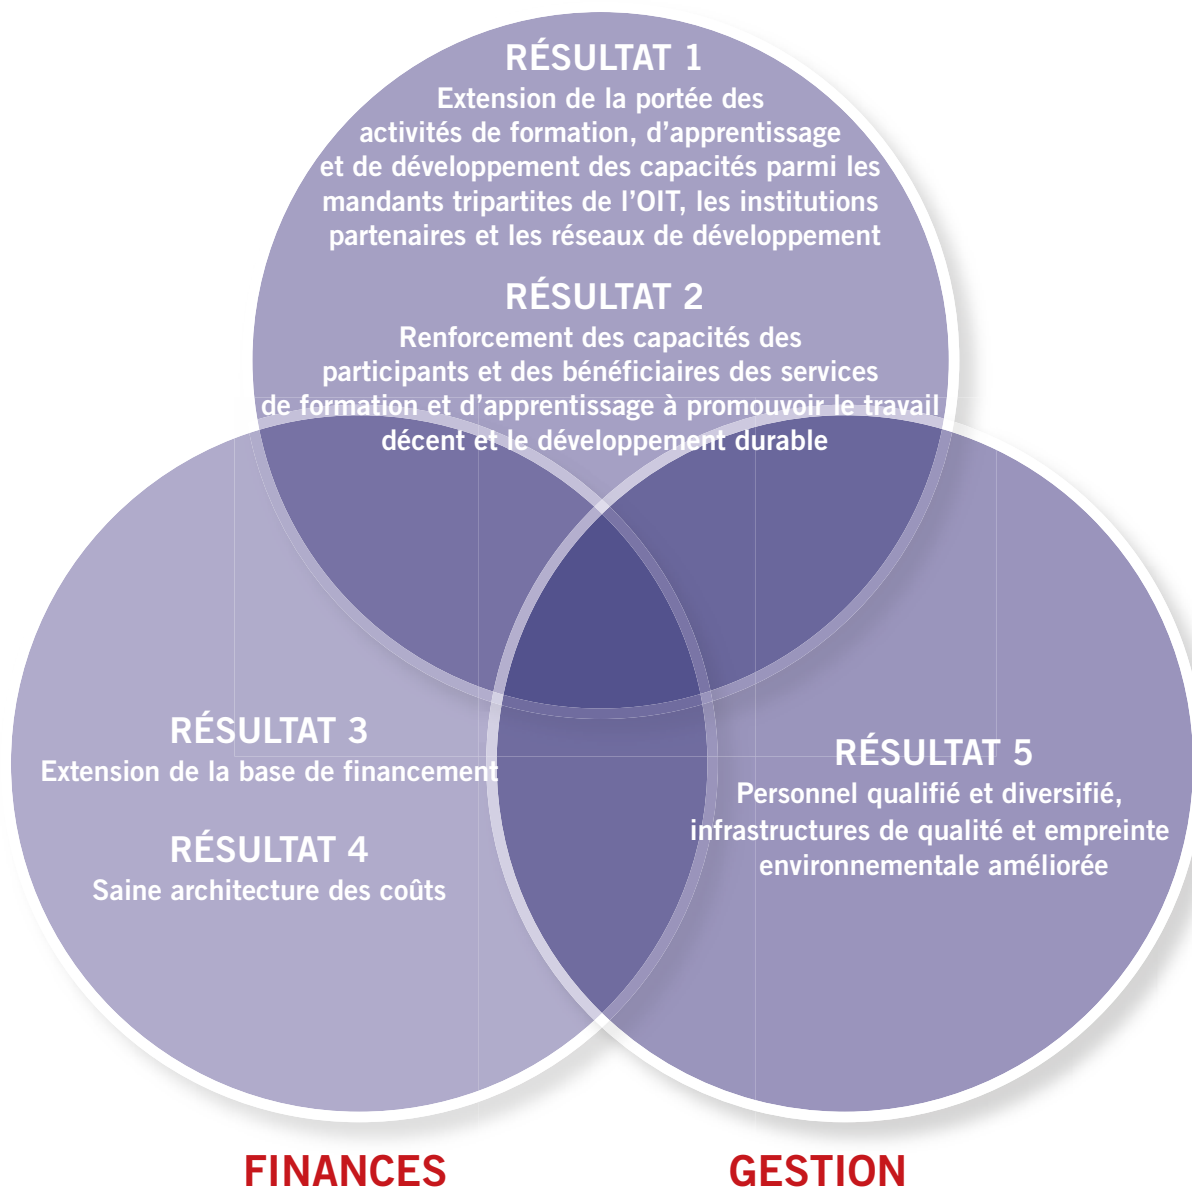 RÉSULTAT 1
Extension de la portée des
activités de formation, d’apprentissage
et de développement des capacités parmi les
mandants tripartites de l’OIT, les institutions
partenaires et les réseaux de développement
RÉSULTAT 2
Renforcement des capacités des
participants et des bénéficiaires des services
de formation et d’apprentissage à promouvoir le travail
décent et le développement durable
RÉSULTAT 3
Extension de la base de financement
RÉSULTAT 4
Saine architecture des coûts
RÉSULTAT 5
Personnel qualifié et diversifié,
infrastructures de qualité et empreinte
environnementale améliorée
FINANCES
GESTION